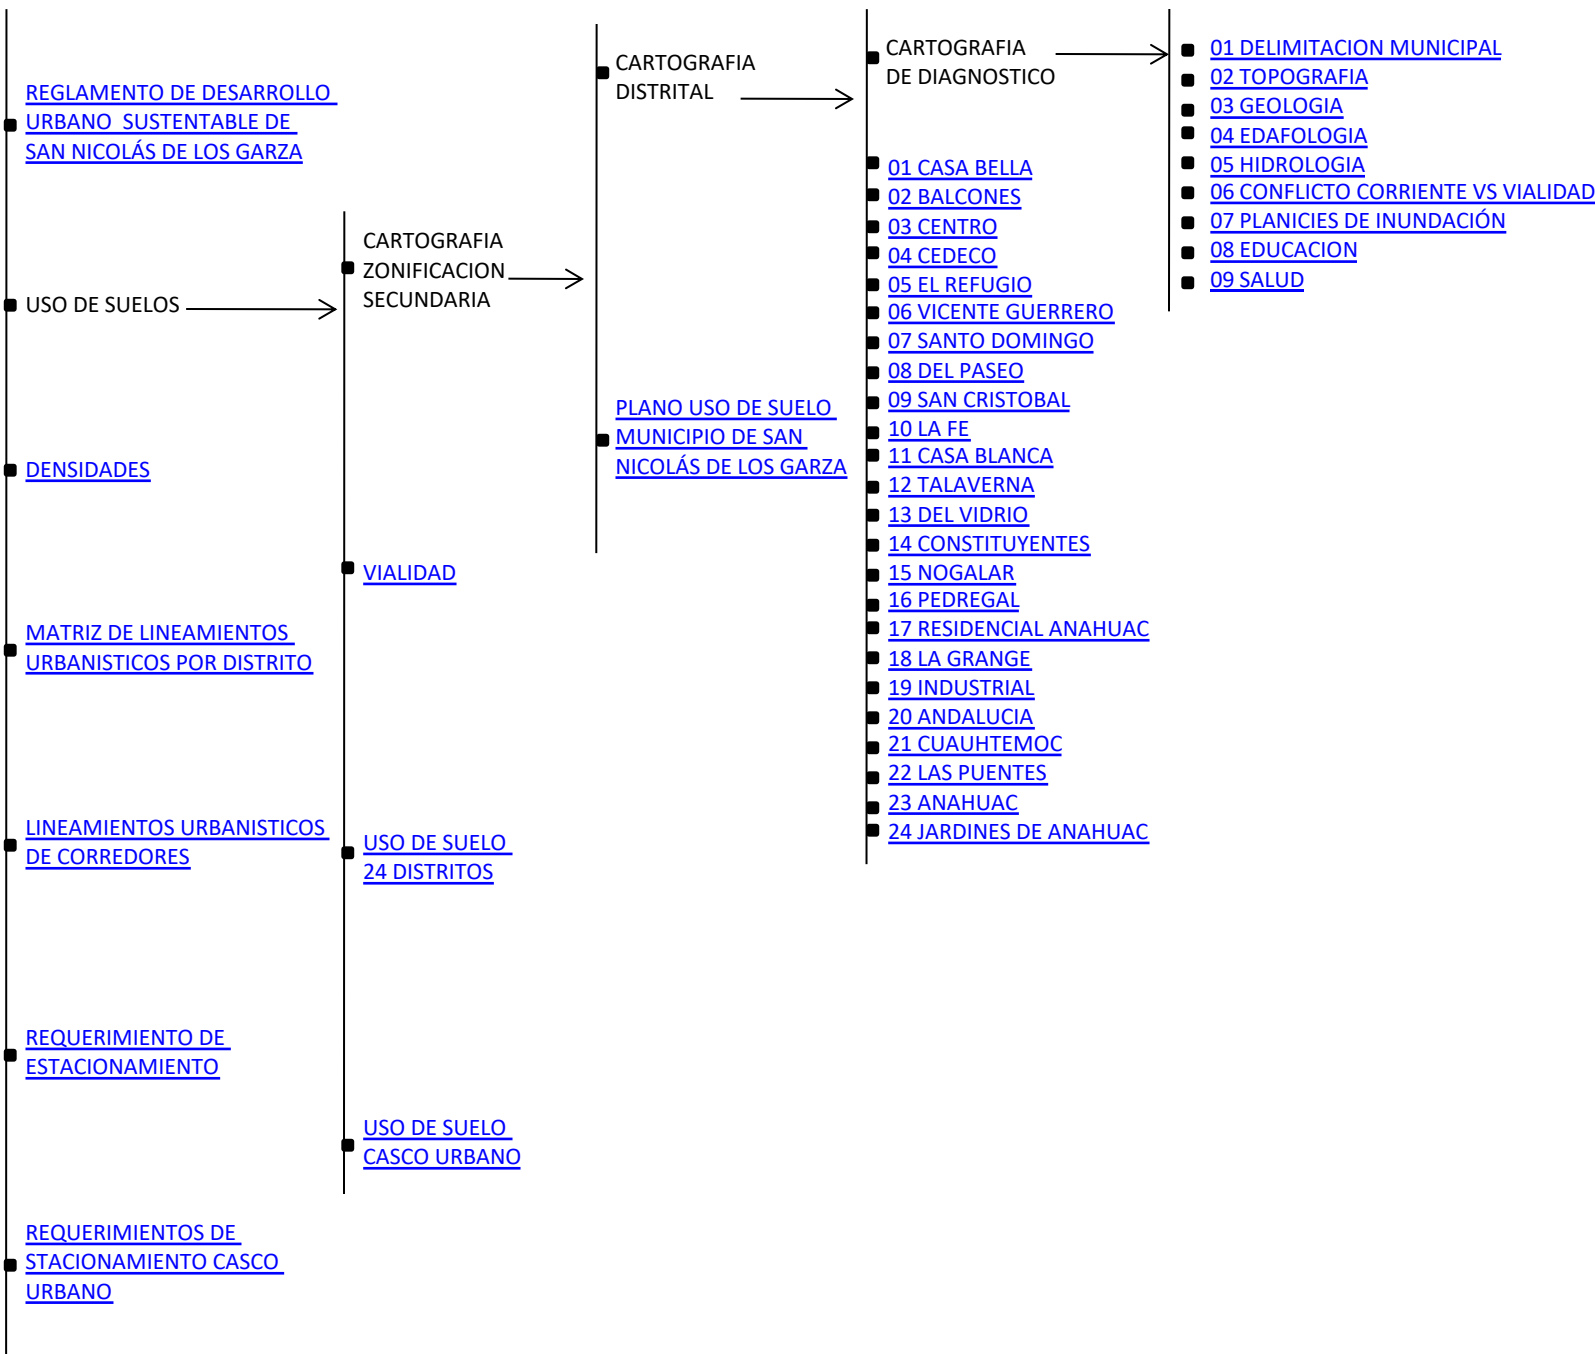 REGLAMENTO DE DESARROLLO
URBANO  SUSTENTABLE DE
SAN NICOLÁS DE LOS GARZA
USO DE SUELOS
DENSIDADES
MATRIZ DE LINEAMIENTOS
URBANISTICOS POR DISTRITO
LINEAMIENTOS URBANISTICOS
DE CORREDORES
REQUERIMIENTO DE
ESTACIONAMIENTO
REQUERIMIENTOS DE
STACIONAMIENTO CASCO
URBANO
CARTOGRAFIA
ZONIFICACION
SECUNDARIA
VIALIDAD
USO DE SUELO
24 DISTRITOS
USO DE SUELO
CASCO URBANO
CARTOGRAFIA
DISTRITAL
PLANO USO DE SUELO
MUNICIPIO DE SAN
NICOLÁS DE LOS GARZA
CARTOGRAFIA
DE DIAGNOSTICO
01 CASA BELLA
02 BALCONES
03 CENTRO
04 CEDECO
05 EL REFUGIO
06 VICENTE GUERRERO
07 SANTO DOMINGO
08 DEL PASEO
09 SAN CRISTOBAL
10 LA FE
11 CASA BLANCA
12 TALAVERNA
13 DEL VIDRIO
14 CONSTITUYENTES
15 NOGALAR
16 PEDREGAL
17 RESIDENCIAL ANAHUAC
18 LA GRANGE
19 INDUSTRIAL
20 ANDALUCIA
21 CUAUHTEMOC
22 LAS PUENTES
23 ANAHUAC
24 JARDINES DE ANAHUAC
01 DELIMITACION MUNICIPAL
02 TOPOGRAFIA
03 GEOLOGIA
04 EDAFOLOGIA
05 HIDROLOGIA
06 CONFLICTO CORRIENTE VS VIALIDAD
07 PLANICIES DE INUNDACIÓN
08 EDUCACION
09 SALUD